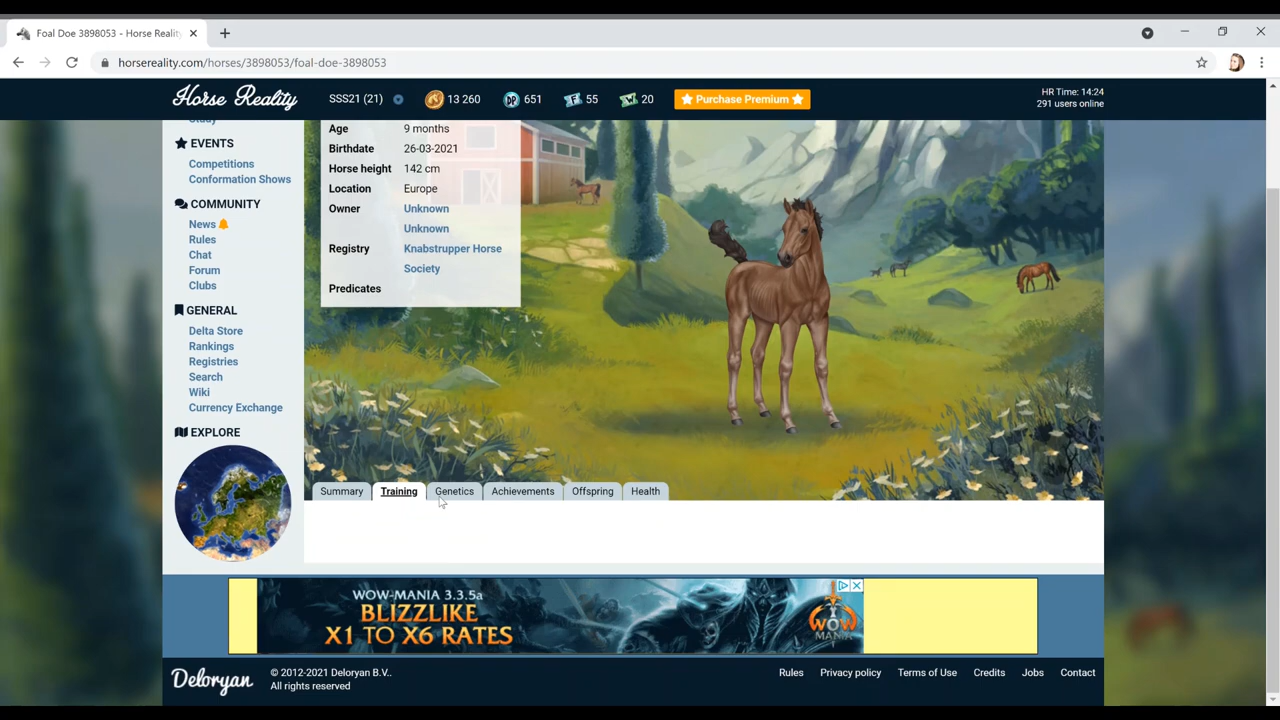 Foal Doe 3898053 - Horse Realit
horsereality.com/horses/3898053/foal-doe-3898053
Horse Reality
SSS21 (21)
13 260
DP
651
55
20
Purchase Premium
HR Time: 14:24
291 users online
Study
EVENTS
Competitions
Conformation Shows
COMMUNITY
News
Rules
Chat
Forum
Clubs
GENERAL
Delta Store
Rankings
Registries
Search
Wiki
Currency Exchange
EXPLORE
Age 9 months
Birthdate 26-03-2021
Horse height 142 cm
Location Europe
Owner Unknown
Unknown
Registry Knabstrupper Horse
Society
Predicates
Summary Training Genetics Achievements Offspring Health
WOW-MANIA 3.3.5a
BLIZZLIKE
X1 TO X6 RATES
WOW
MANIA
Deloryan
© 2012-2021 Deloryan B.V..
All rights reserved
Rules Privacy policy Terms of Use Credits Jobs Contact